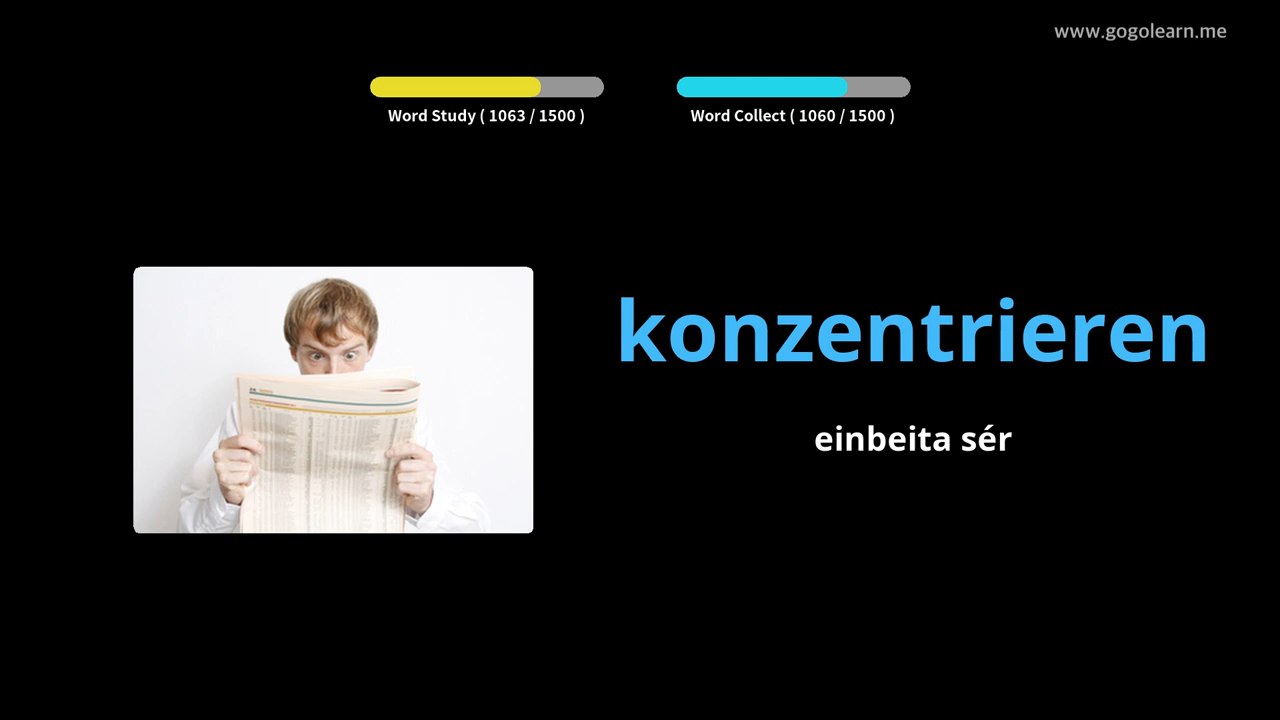 www.gogolearn.me
Word Study ( 1063 / 1500 )
Word Collect ( 1060 / 1500 )
konzentrieren
einbeita sér